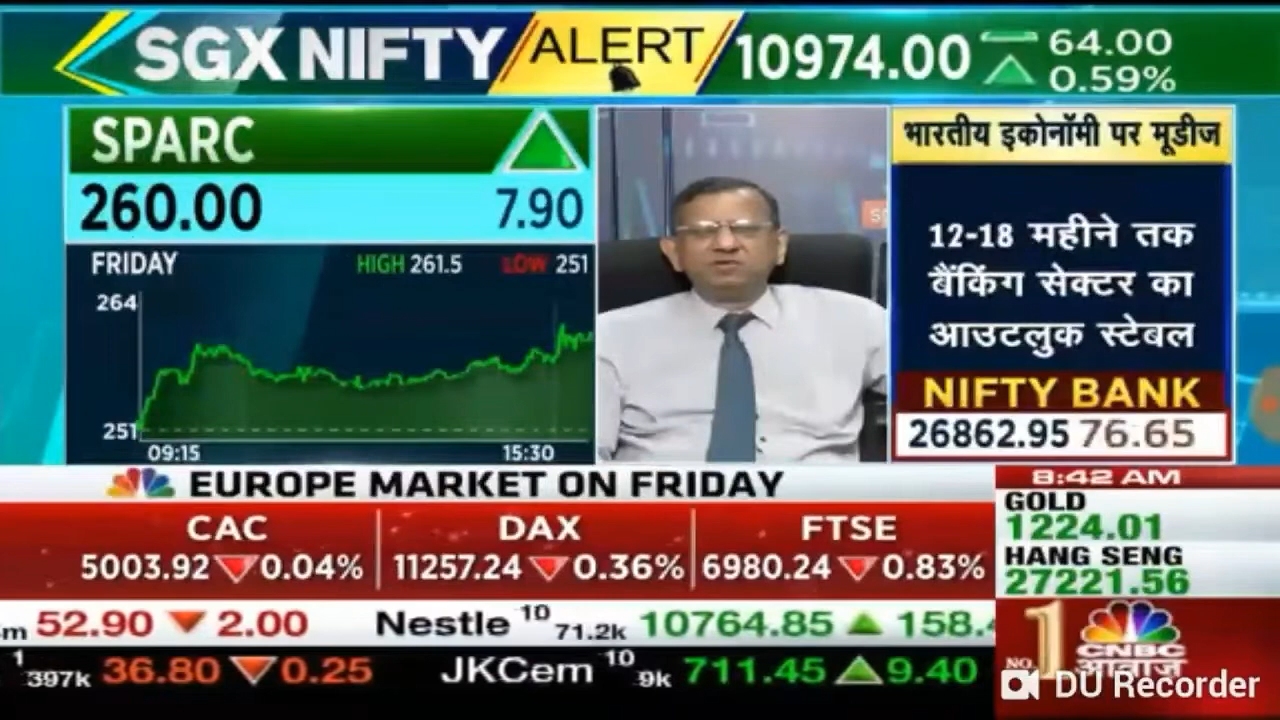 SGX NIFTY ALERT 10974.00 64.00
0.59%
SPARC
260.00 7.90
FRIDAY HIGH 261.5 LOW 251
264
251
09:15 15:30
भारतीय इकोनॉमी पर मूडीज
12-18 महीने तक
बैंकिंग सेक्टर का
आउटलुक स्टेबल
NIFTY BANK
26862.95 76.65
EUROPE MARKET ON FRIDAY
CAC DAX FTSE
5003.92 0.04% 11257.24 0.36% 6980.24 0.83%
8:42 AM
GOLD
1224.01
HANG SENG
27221.56
m 52.90 2.00 Nestle 10 71.2k 10764.85 158.4
1 397k 36.80 0.25 JKCem 10 9k 711.45 9.40
NO. 1 CNBC
आवाज
DU Recorder